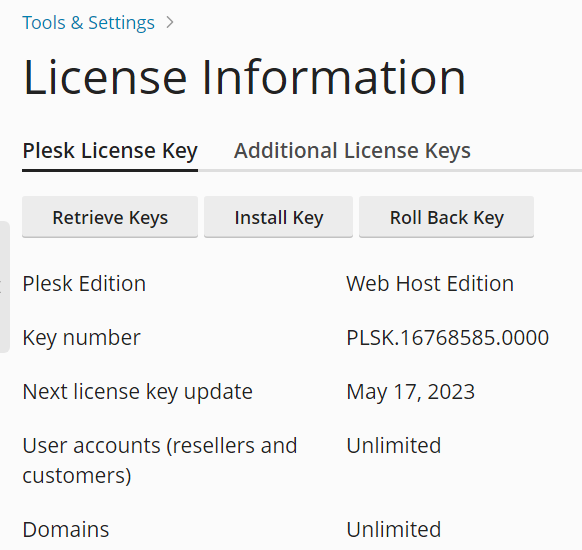 Tools & Settings >
License Information
Plesk License Key Additional License Keys
Retrieve Keys Install Key Roll Back Key
Plesk Edition Web Host Edition
Key number PLSK.16768585.0000
Next license key update May 17, 2023
User accounts (resellers and Unlimited
customers)
Domains Unlimited